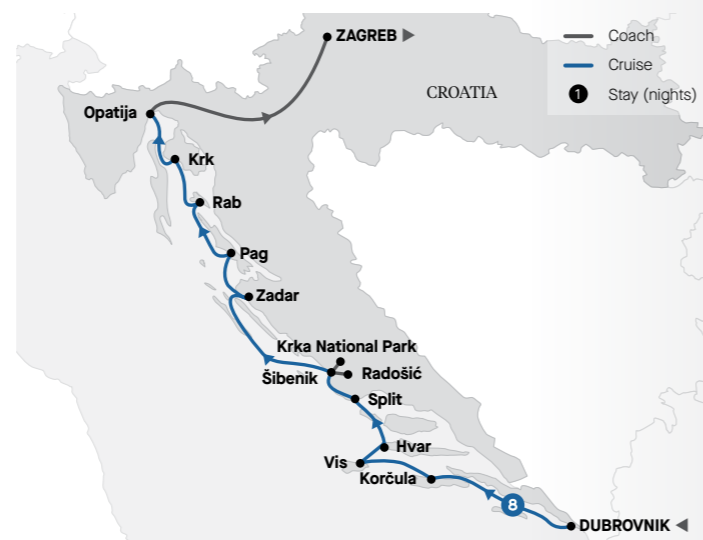 ZAGREB
Coach
Cruise
1 Stay (nights)
CROATIA
Opatija
Krk
Rab
Pag
Zadar
Krka National Park
Šibenik
Radošić
Split
Hvar
Vis
Korčula
8
DUBROVNIK